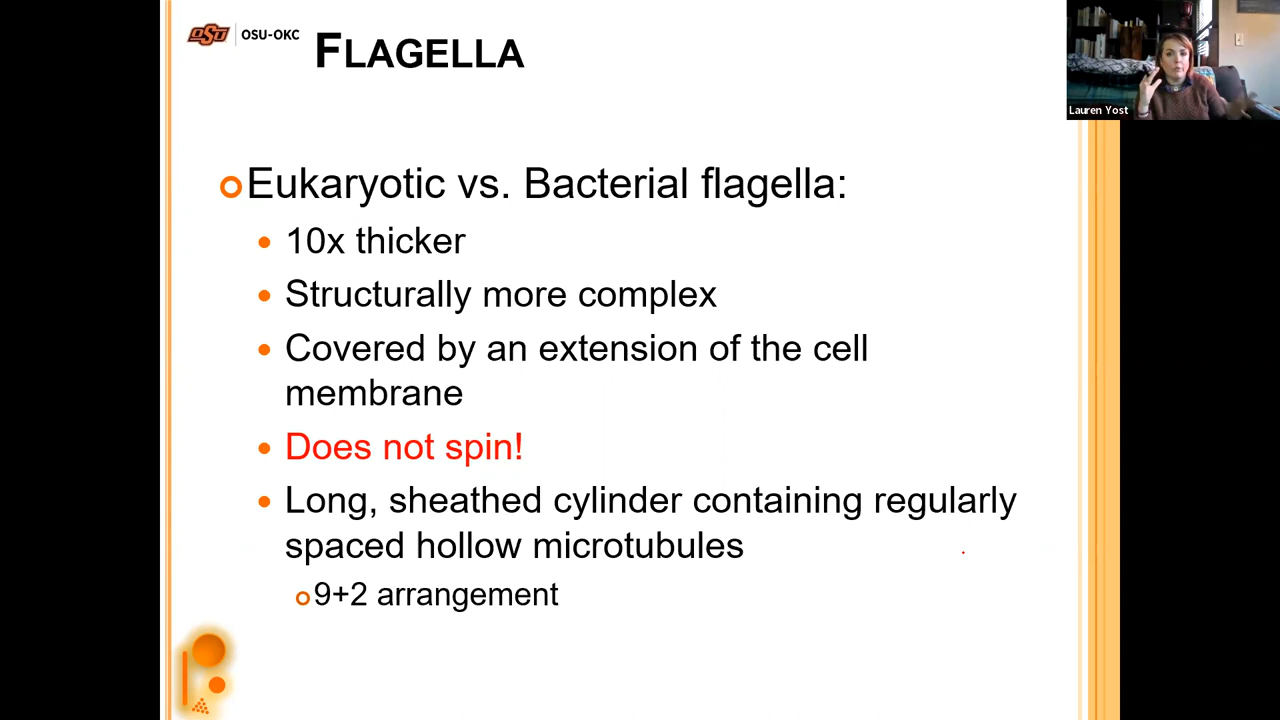 OSU OSU-OKC
FLAGELLA
Lauren Yost
Eukaryotic vs. Bacterial flagella:
10x thicker
Structurally more complex
Covered by an extension of the cell
membrane
Does not spin!
Long, sheathed cylinder containing regularly
spaced hollow microtubules
9+2 arrangement